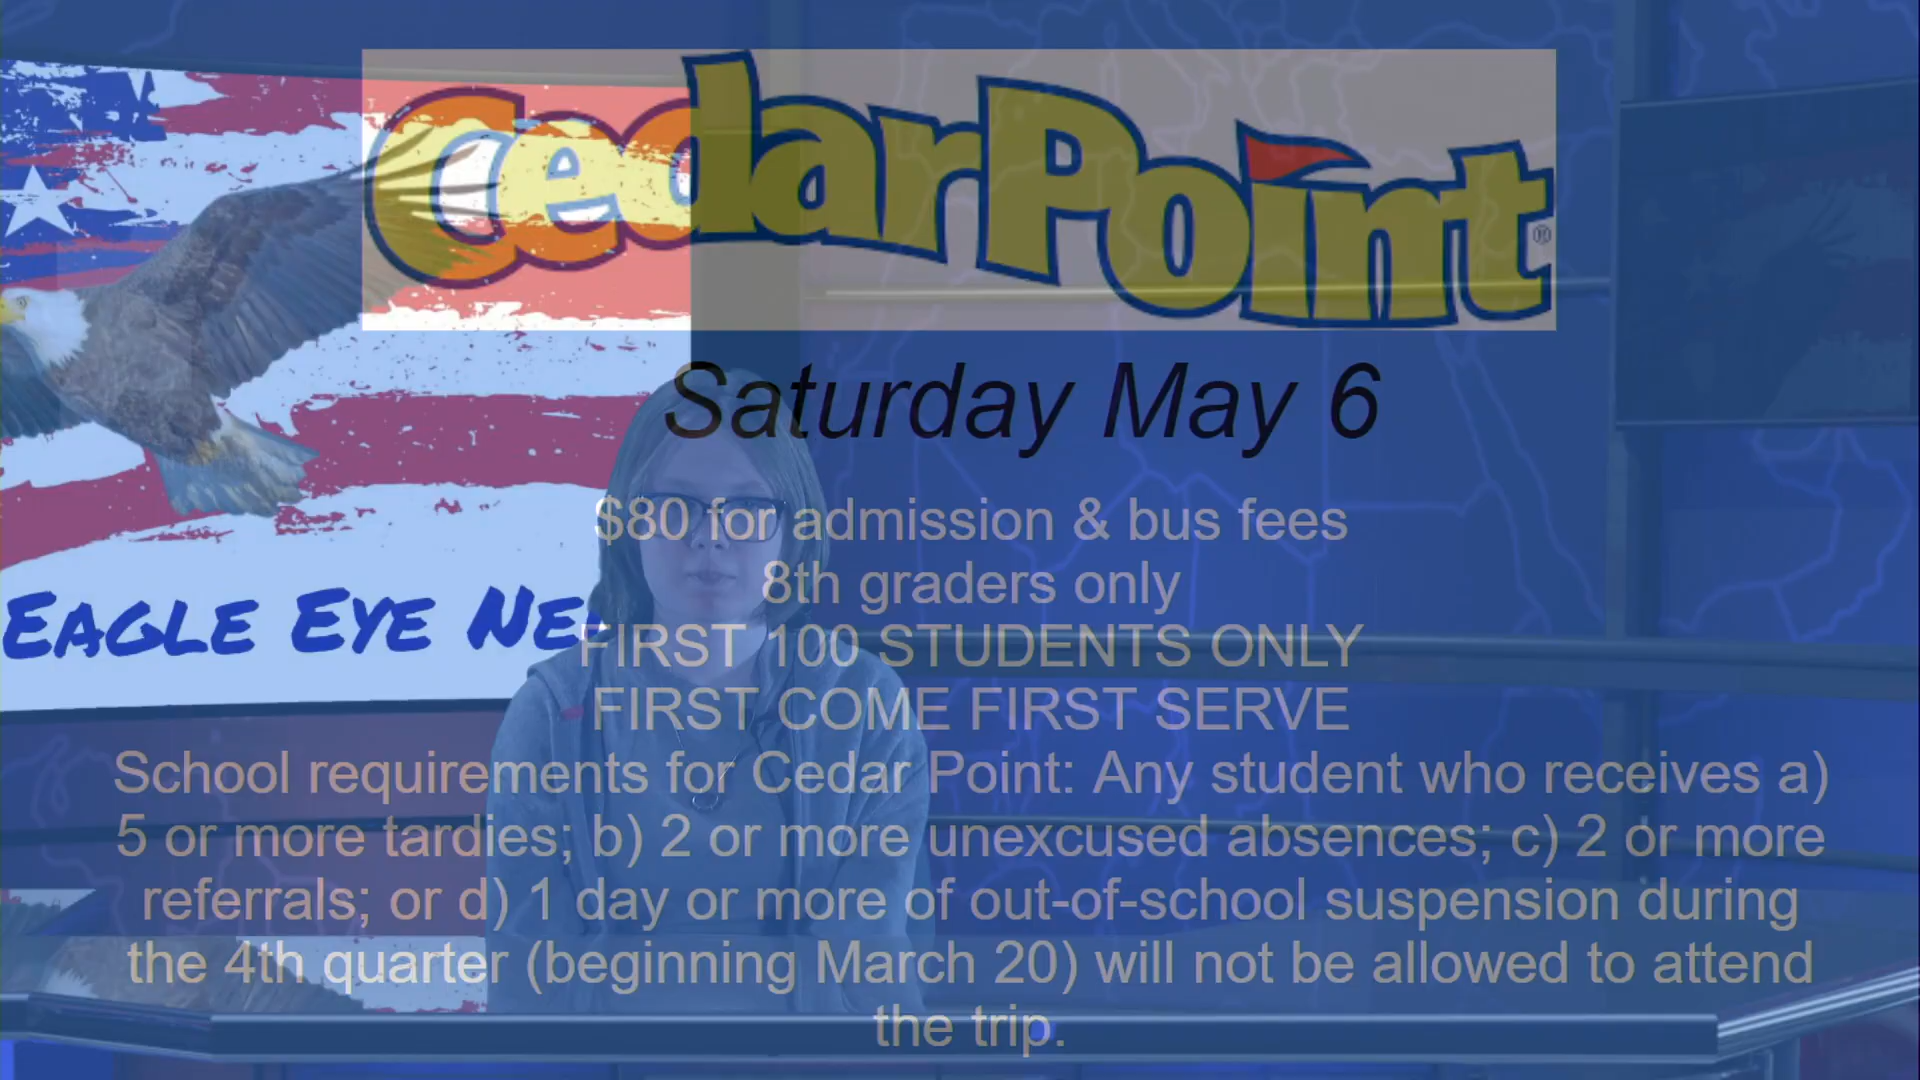 CedarPoint®
Saturday May 6
$80 for admission & bus fees
8th graders only
EAGLE EYE NE
FIRST 100 STUDENTS ONLY
FIRST COME FIRST SERVE
School requirements for Cedar Point: Any student who receives a)
5 or more tardies; b) 2 or more unexcused absences; c) 2 or more
referrals; or d) 1 day or more of out-of-school suspension during
the 4th quarter (beginning March 20) will not be allowed to attend
the trip.